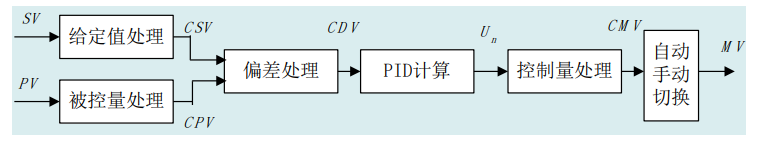 SV
给定值处理
CSV
PV
被控量处理
CPV
偏差处理
CDV
PID计算
Un
控制量处理
CMV
自动
手动
切换
MV